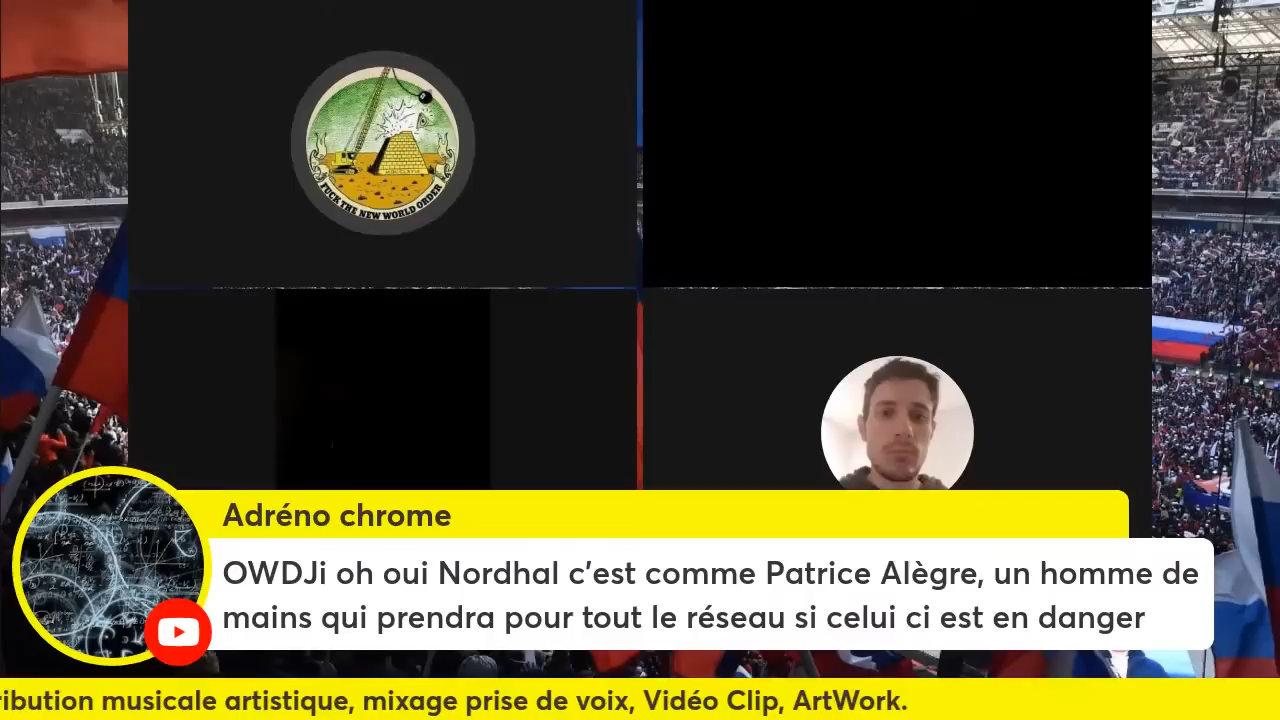 FUCK THE NEW WORLD ORDER
Adréno chrome
OWDJi oh oui Nordhal c'est comme Patrice Alègre, un homme de
mains qui prendra pour tout le réseau si celui ci est en danger
ribution musicale artistique, mixage prise de voix, Vidéo Clip, ArtWork.